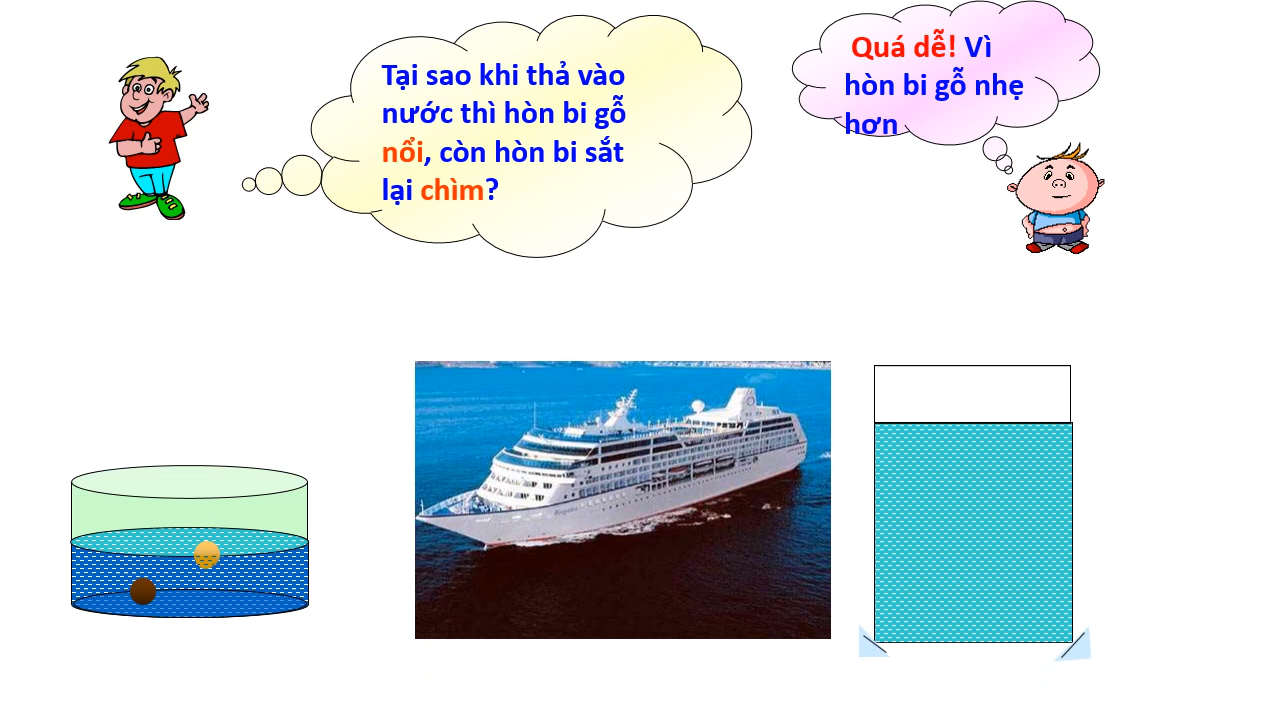 Tại sao khi thả vào
nước thì hòn bi gỗ
nổi, còn hòn bi sắt
lại chìm?
Quá dễ! Vì
hòn bi gỗ nhẹ
hơn